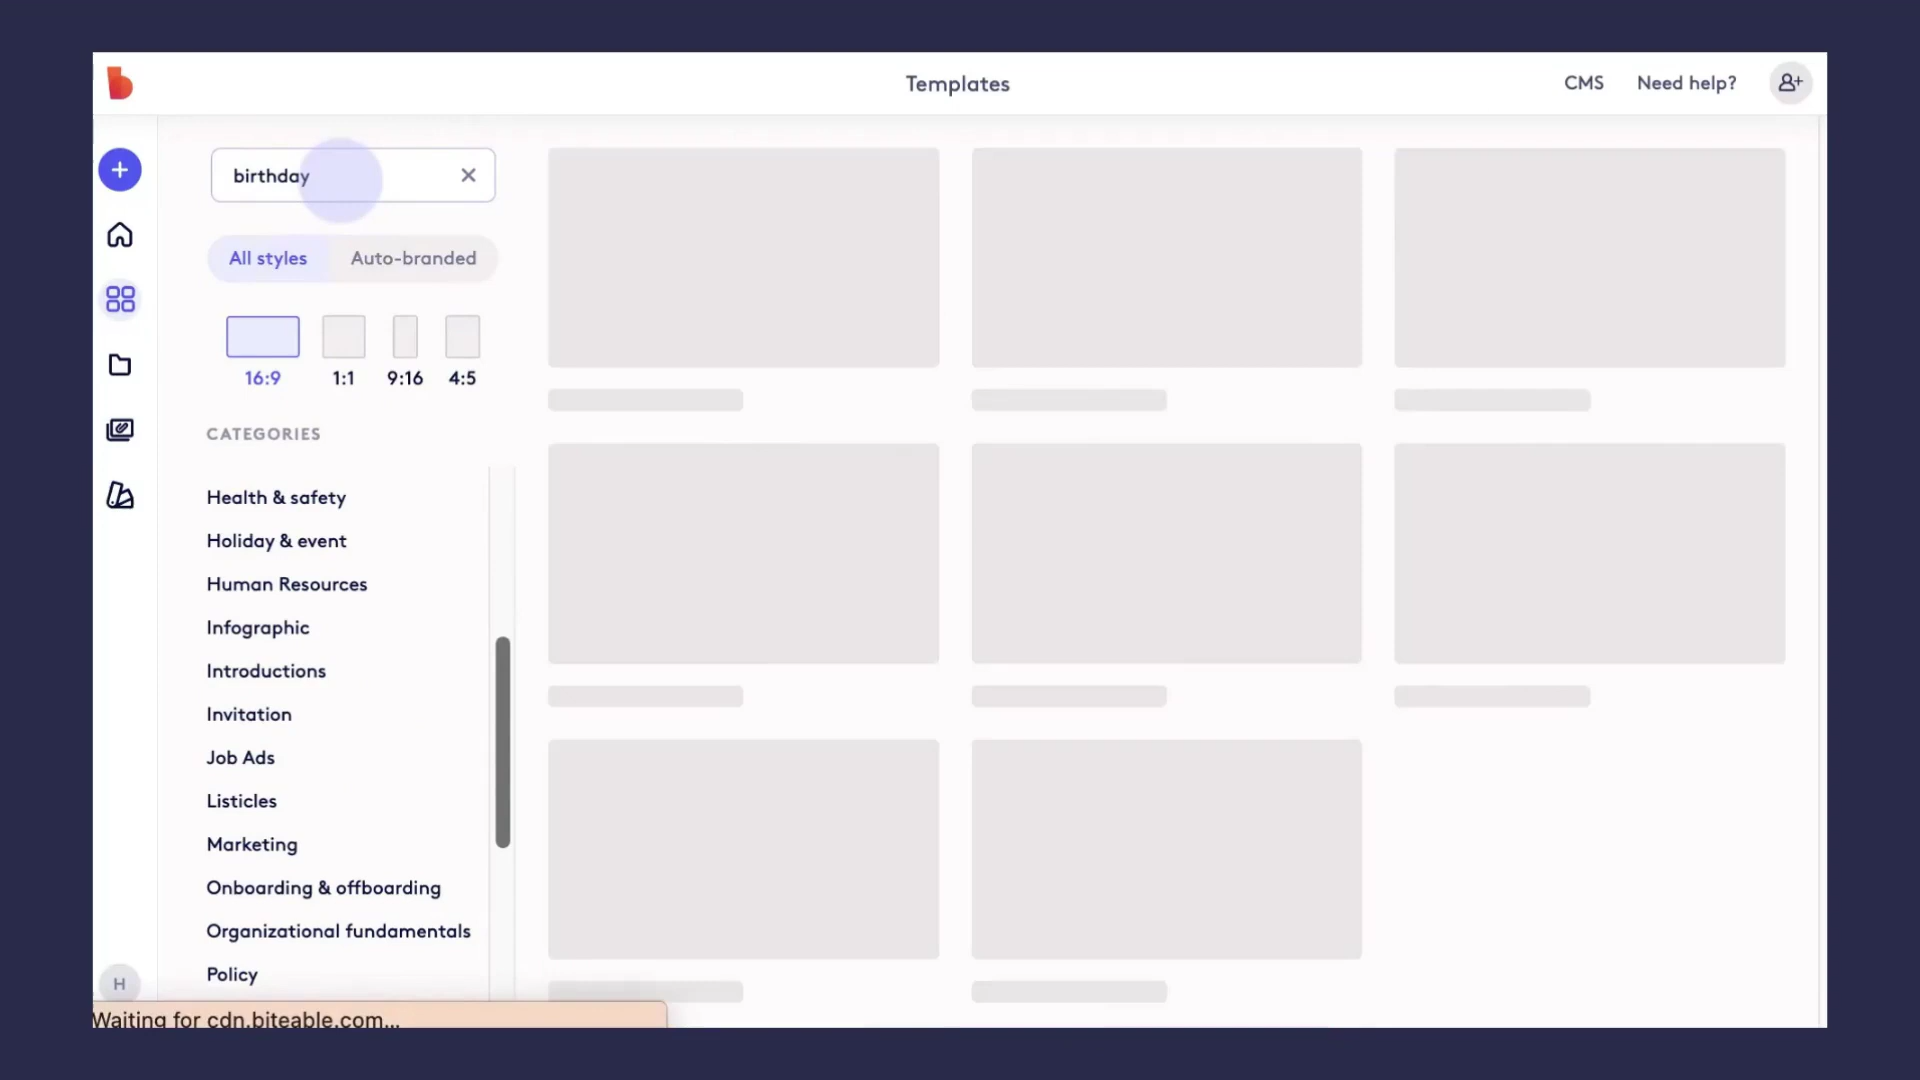 Templates
CMS
Need help?
birthday
All styles
Auto-branded
16:9
1:1
9:16
4:5
CATEGORIES
Health & safety
Holiday & event
Human Resources
Infographic
Introductions
Invitation
Job Ads
Listicles
Marketing
Onboarding & offboarding
Organizational fundamentals
Policy
H
Waiting for cdn.biteable.com...